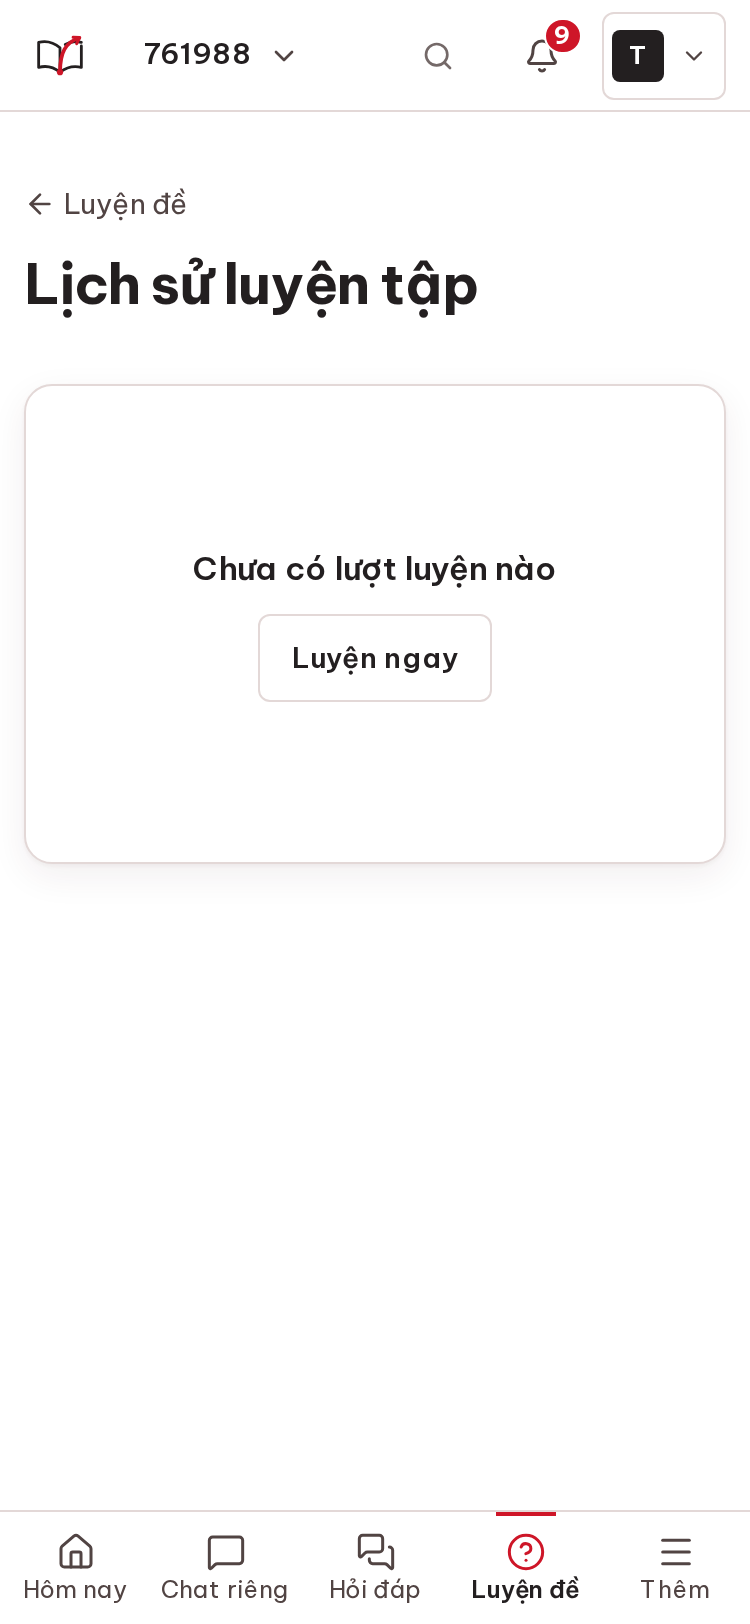 761988
9
T
Luyện đề
Lịch sử luyện tập
Chưa có lượt luyện nào
Luyện ngay
Hôm nay
Chat riêng
Hỏi đáp
Luyện đề
Thêm